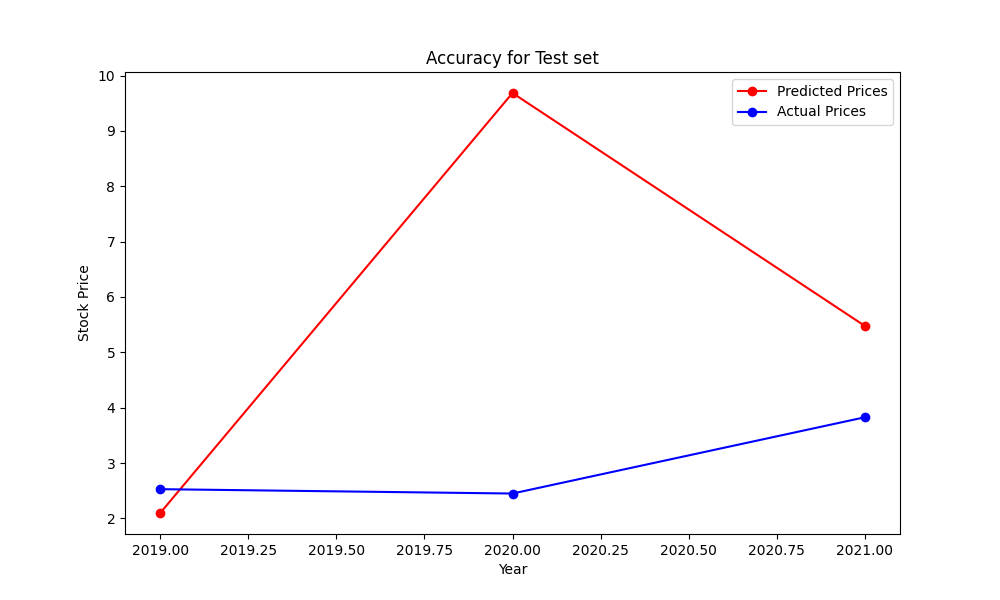 Accuracy for Test set
Predicted Prices
Actual Prices
10
9
8
7
6
5
4
3
2
Stock Price
2019.00 2019.25 2019.50 2019.75 2020.00 2020.25 2020.50 2020.75 2021.00
Year